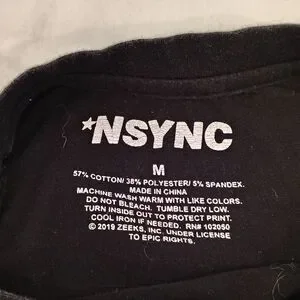 *NSYNC
M
57% COTTON/ 38% POLYESTER/ 5% SPANDEX.
MADE IN CHINA
MACHINE WASH WARM WITH LIKE COLORS.
DO NOT BLEACH. TUMBLE DRY LOW.
TURN INSIDE OUT TO PROTECT PRINT.
COOL IRON IF NEEDED. RN# 102050
© 2019 ZEEKS, INC. UNDER LICENSE
TO EPIC RIGHTS.